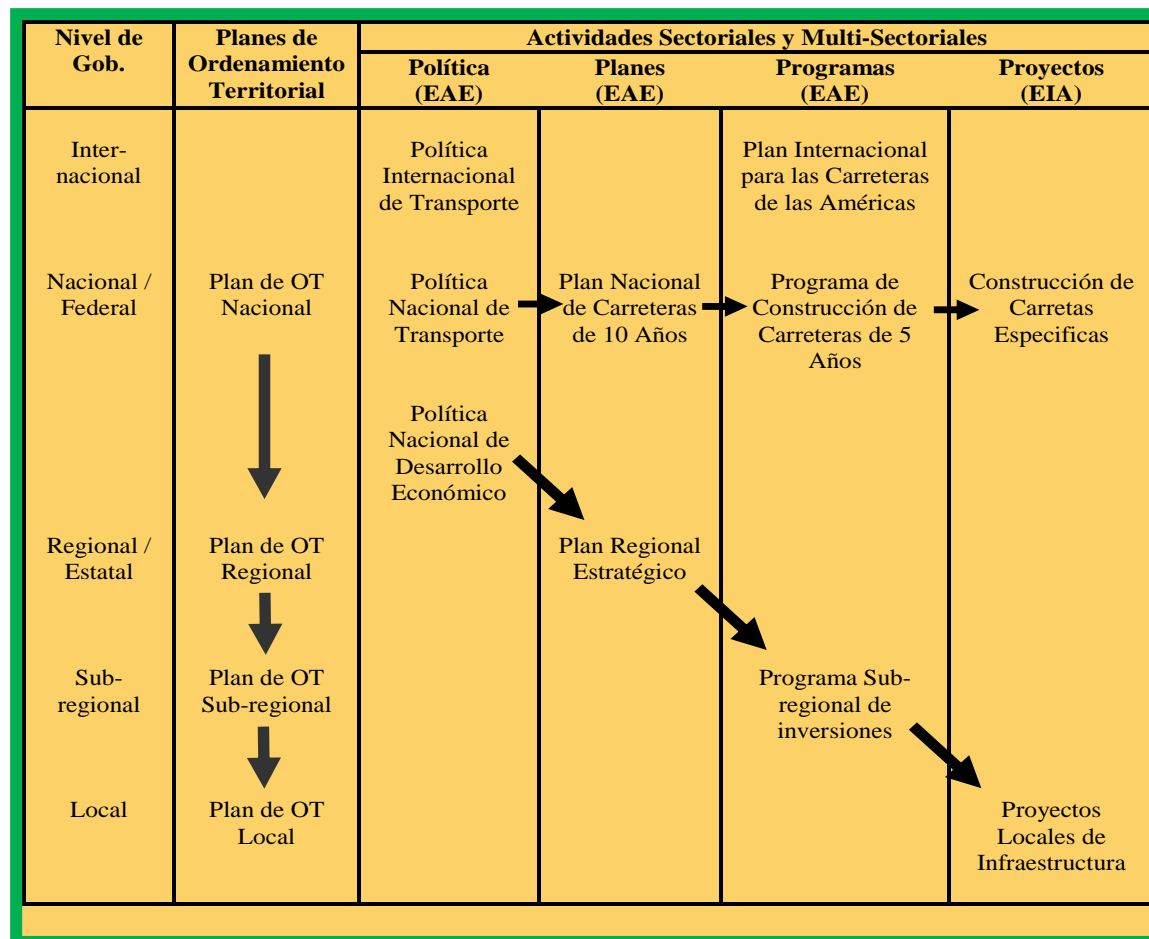 Nivel de
Gob.
Planes de
Ordenamiento
Territorial
Actividades Sectoriales y Multi-Sectoriales
Política
(EAE)
Planes
(EAE)
Programas
(EAE)
Proyectos
(EIA)
Inter-
nacional
Política
Internacional
de Transporte
Plan Internacional
para las Carreteras
de las Américas
Nacional /
Federal
Plan de OT
Nacional
Política
Nacional de
Transporte
Plan Nacional
de Carreteras
de 10 Años
Programa de
Construcción de
Carreteras de 5
Años
Construcción de
Carretas
Especificas
Política
Nacional de
Desarrollo
Económico
Regional /
Estatal
Plan de OT
Regional
Plan Regional
Estratégico
Sub-
regional
Plan de OT
Sub-regional
Programa Sub-
regional de
inversiones
Local
Plan de OT
Local
Proyectos
Locales de
Infraestructura